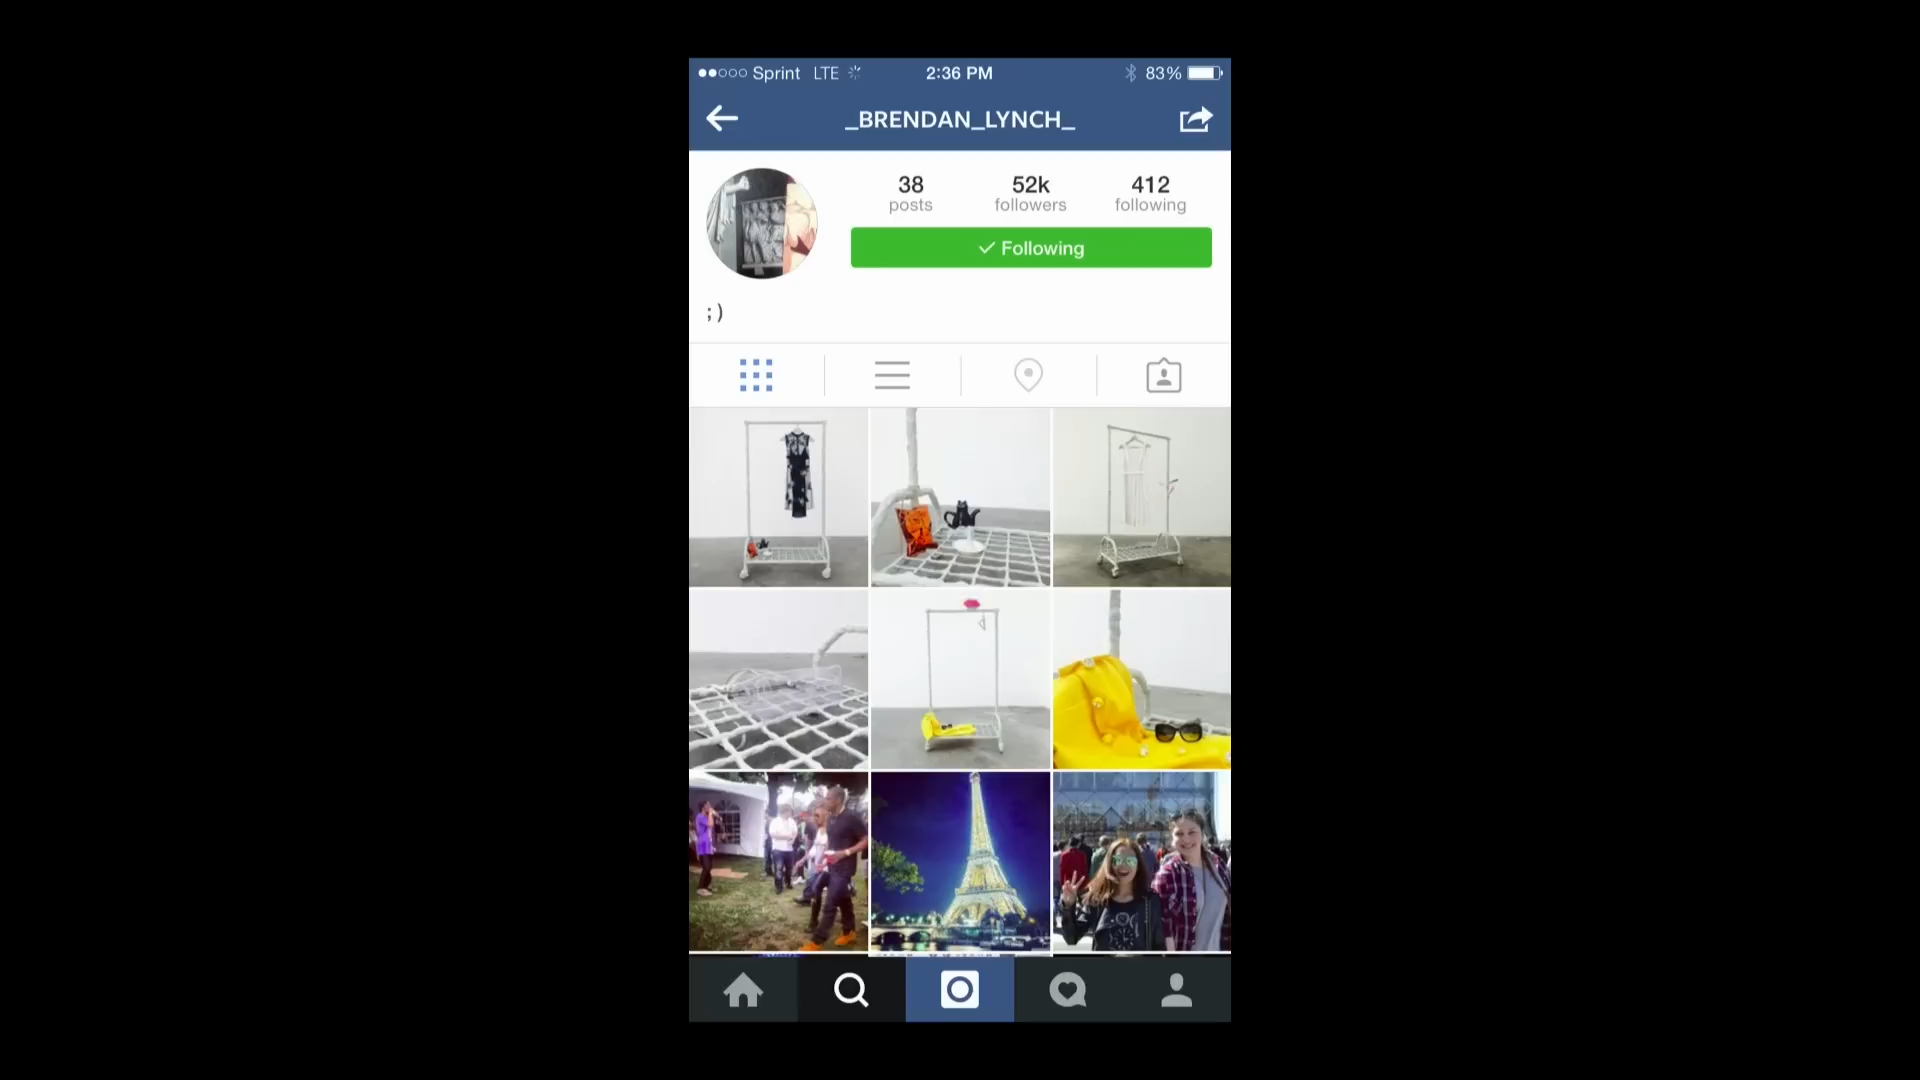 Sprint LTE 2:36 PM 83%
_BRENDAN_LYNCH_
38 52k 412
posts followers following
Following
; )